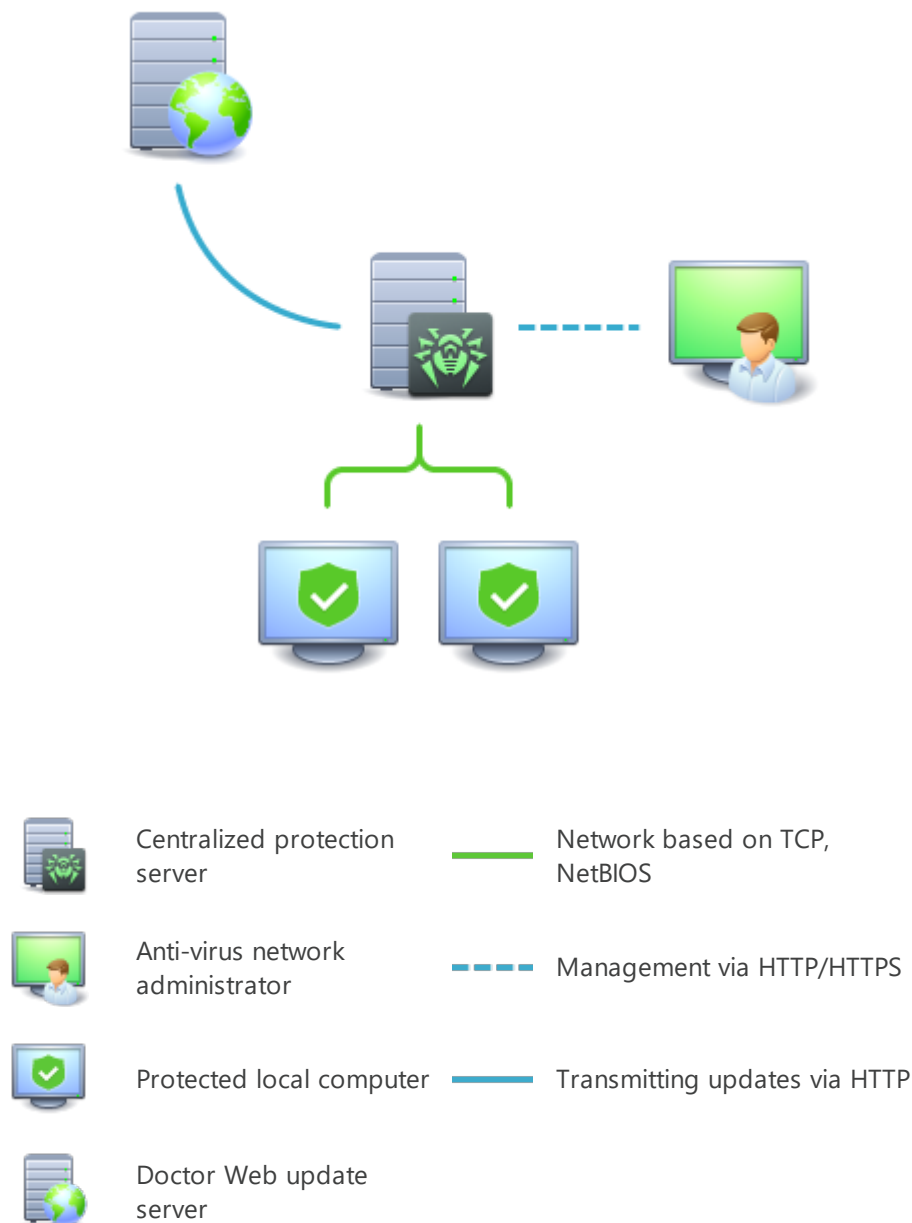 Centralized protection
server
Network based on TCP,
NetBIOS
Anti-virus network
administrator
Management via HTTP/HTTPS
Protected local computer
Transmitting updates via HTTP
Doctor Web update
server